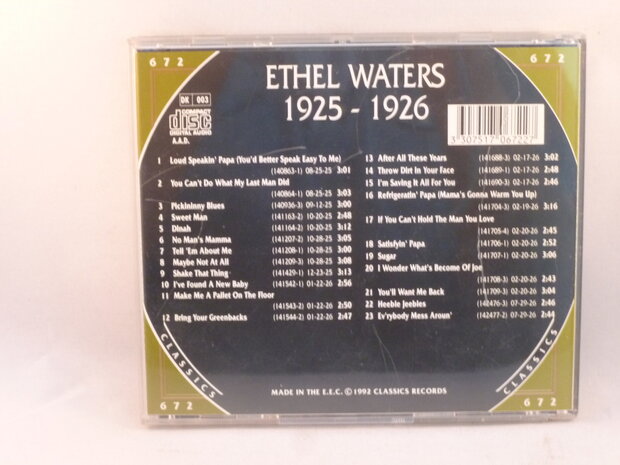 6 7 2
6 7 2
ETHEL WATERS
1925 - 1926
DK 003
COMPACT
disc
DIGITAL AUDIO
A.A.D.
3 307517 067227
1 Loud Speakin' Papa (You'd Better Speak Easy To Me)
(140863-1) 08-25-25 3:01
2 You Can't Do What My Last Man Did
(140864-1) 08-25-25 3:03
3 Pickininny Blues (140936-3) 09-12-25 3:00
4 Sweet Man (141163-2) 10-20-25 2:48
5 Dinah (141164-2) 10-20-25 3:12
6 No Man's Mamma (141207-2) 10-28-25 3:05
7 Tell 'Em About Me (141208-1) 10-28-25 3:00
8 Maybe Not At All (141209-3) 10-28-25 3:08
9 Shake That Thing (141429-1) 12-23-25 3:13
10 I've Found A New Baby (141542-1) 01-22-26 2:56
11 Make Me A Pallet On The Floor
(141543-2) 01-22-26 2:50
12 Bring Your Greenbacks (141544-2) 01-22-26 2:47
13 After All These Years (141688-3) 02-17-26 3:02
14 Throw Dirt In Your Face (141689-1) 02-17-26 2:48
15 I'm Saving It All For You (141690-3) 02-17-26 2:46
16 Refrigeratin' Papa (Mama's Gonna Warm You Up)
(141704-3) 02-19-26 3:16
17 If You Can't Hold The Man You Love
(141705-4) 02-20-26 2:45
18 Satisfyin' Papa (141706-1) 02-20-26 2:52
19 Sugar (141707-1) 02-20-26 3:06
20 I Wonder What's Become Of Joe
(141708-3) 02-20-26 2:43
21 You'll Want Me Back (141709-3) 02-20-26 3:04
22 Heebie Jeebies (142476-3) 07-29-26 2:46
23 Ev'rybody Mess Aroun' (142477-2) 07-29-26 2:44
CLASSICS
CLASSICS
MADE IN THE E.E.C. © 1992 CLASSICS RECORDS
6 7 2
6 7 2